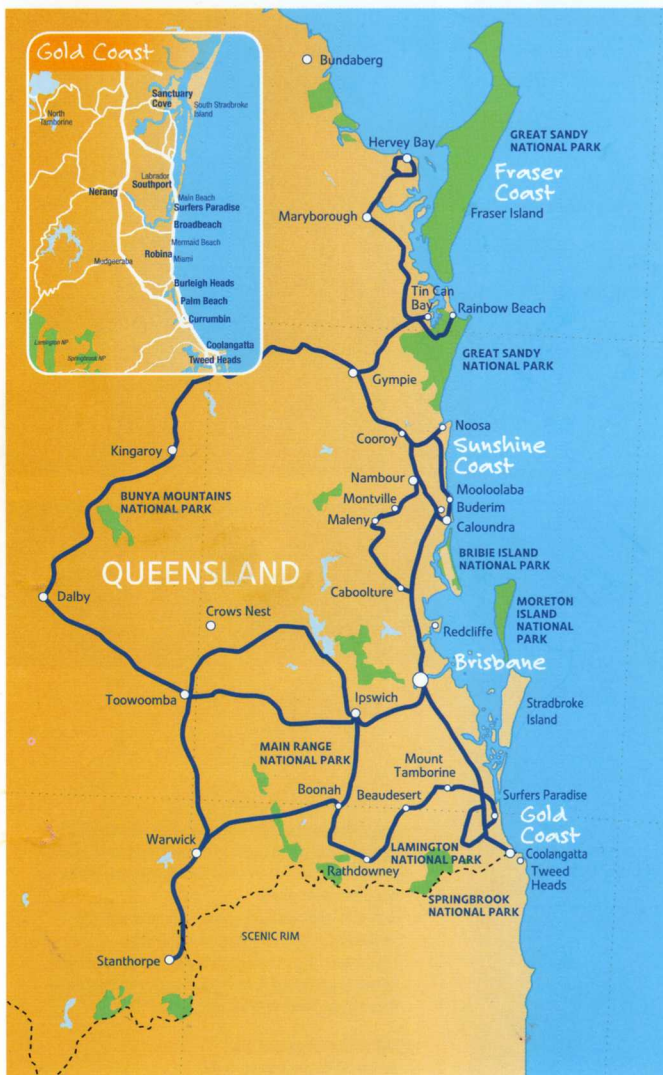 Gold Coast
North
Tamborine
Sanctuary
Cove
South Stradbroke
Island
Labrador
Southport
Nerang
Main Beach
Surfers Paradise
Broadbeach
Mermaid Beach
Robina
Miami
Mudgeeraba
Burleigh Heads
Palm Beach
Currumbin
Lamington NP
Springbrook NP
Coolangatta
Tweed Heads
Bundaberg
Hervey Bay
GREAT SANDY
NATIONAL PARK
Fraser
Coast
Maryborough
Fraser Island
Tin Can
Bay
Rainbow Beach
GREAT SANDY
NATIONAL PARK
Gympie
Cooroy
Noosa
Sunshine
Coast
Kingaroy
Nambour
Montville
Mooloolaba
Buderim
BUNYA MOUNTAINS
NATIONAL PARK
Maleny
Caloundra
BRIBIE ISLAND
NATIONAL PARK
QUEENSLAND
Caboolture
Dalby
MORETON
ISLAND
NATIONAL
PARK
Crows Nest
Redcliffe
Brisbane
Toowoomba
Ipswich
Stradbroke
Island
MAIN RANGE
NATIONAL PARK
Mount
Tamborine
Boonah
Beaudesert
Surfers Paradise
Gold
Coast
Warwick
LAMINGTON
NATIONAL PARK
Rathdowney
Coolangatta
Tweed
Heads
SPRINGBROOK
NATIONAL PARK
SCENIC RIM
Stanthorpe